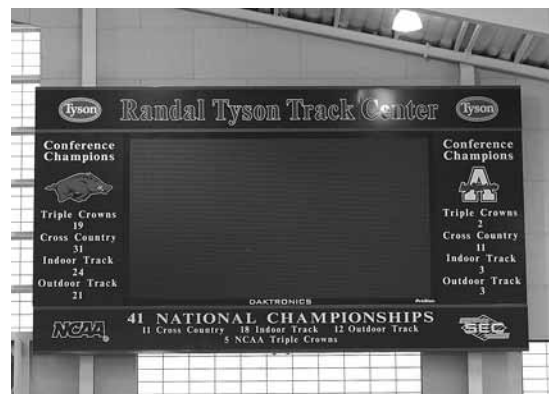 Tyson Randal Tyson Track Center Tyson
Conference
Champions
Triple Crowns
19
Cross Country
31
Indoor Track
24
Outdoor Track
21
Conference
Champions
A
Triple Crowns
2
Cross Country
11
Indoor Track
3
Outdoor Track
3
DAKTRONICS
41 NATIONAL CHAMPIONSHIPS
11 Cross Country 18 Indoor Track 12 Outdoor Track
5 NCAA Triple Crowns
NCAA
SEC